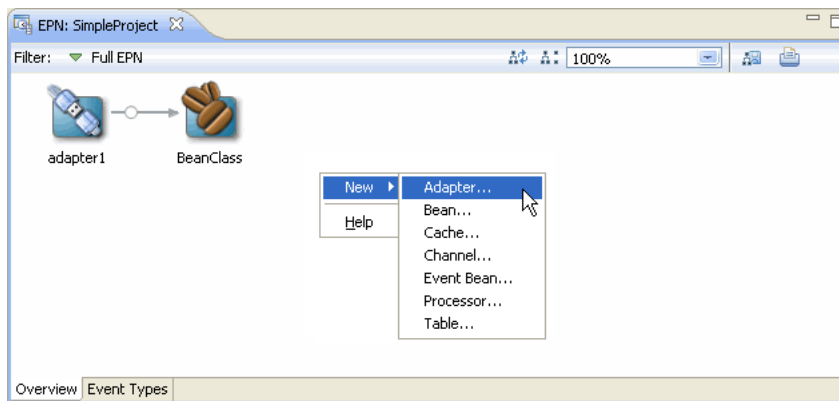 EPN: SimpleProject
Filter: Full EPN 100%
adapter1 BeanClass
New Adapter...
Bean...
Help
Cache...
Channel...
Event Bean...
Processor...
Table...
Overview Event Types